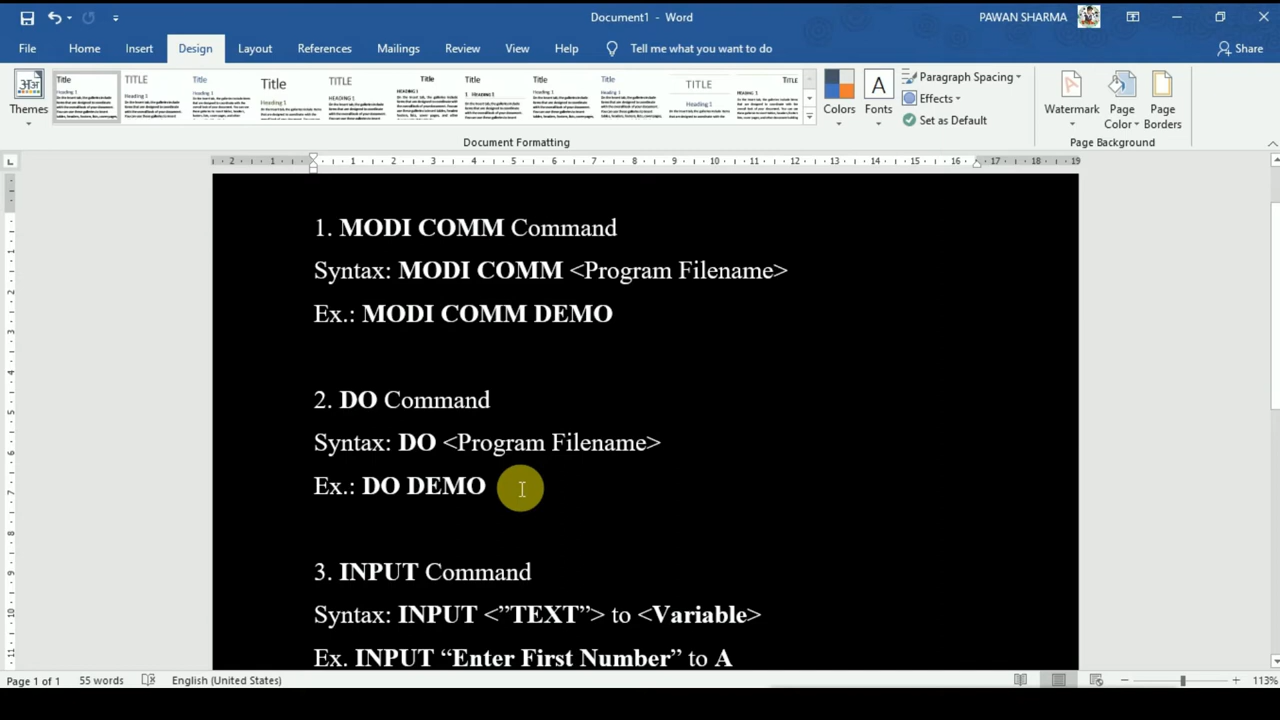 Document1 - Word
PAWAN SHARMA
File Home Insert Design Layout References Mailings Review View Help Tell me what you want to do Share
Themes
Colors
Fonts
Paragraph Spacing
Effects
Set as Default
Watermark
Page Color
Page Borders
Document Formatting
Page Background
1. MODI COMM Command
Syntax: MODI COMM <Program Filename>
Ex.: MODI COMM DEMO
2. DO Command
Syntax: DO <Program Filename>
Ex.: DO DEMO
3. INPUT Command
Syntax: INPUT <”TEXT”> to <Variable>
Ex. INPUT “Enter First Number” to A
Page 1 of 1 55 words English (United States) 113%